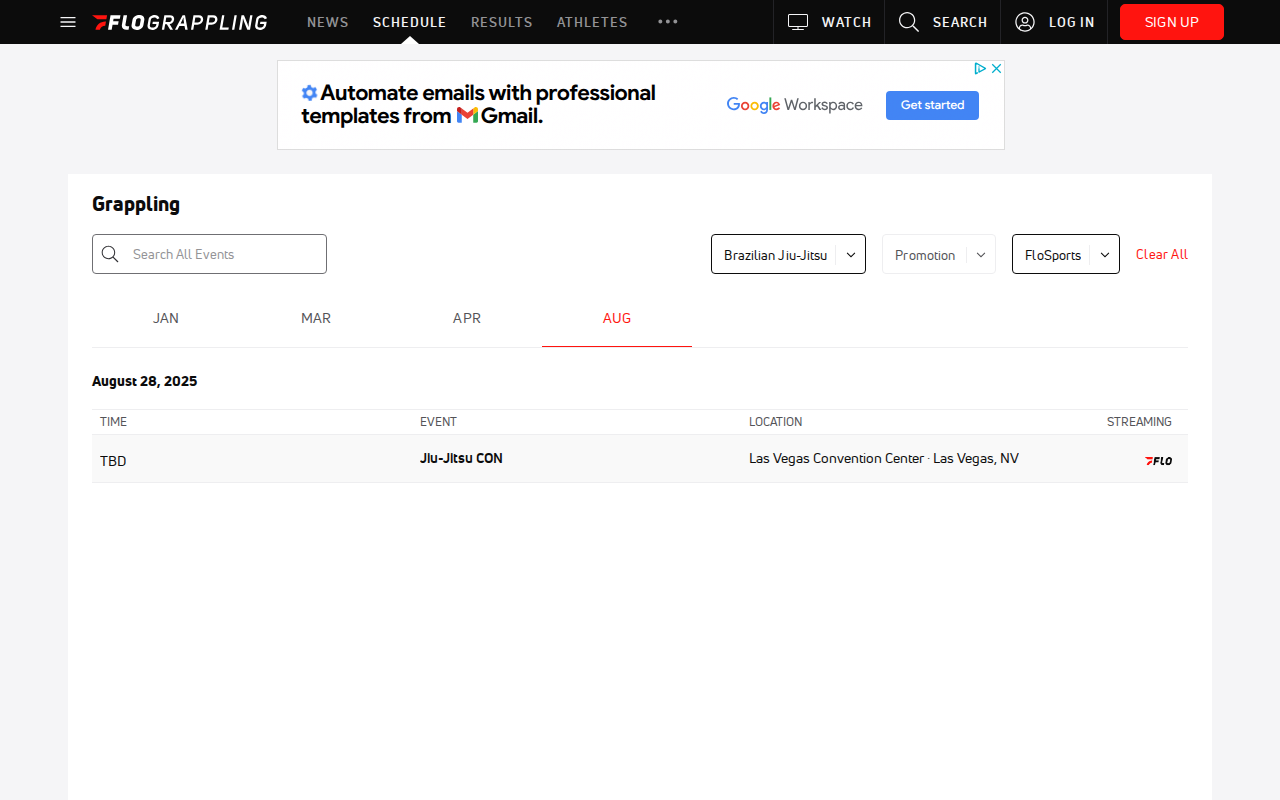 FLOGRAPPLING NEWS SCHEDULE RESULTS ATHLETES WATCH SEARCH LOG IN SIGN UP
Automate emails with professional
templates from Gmail.
Google Workspace
Get started
Grappling
Search All Events
Brazilian Jiu-Jitsu
Promotion
FloSports
Clear All
JAN MAR APR AUG
August 28, 2025
TIME EVENT LOCATION STREAMING
TBD Jiu-Jitsu CON Las Vegas Convention Center · Las Vegas, NV FLO